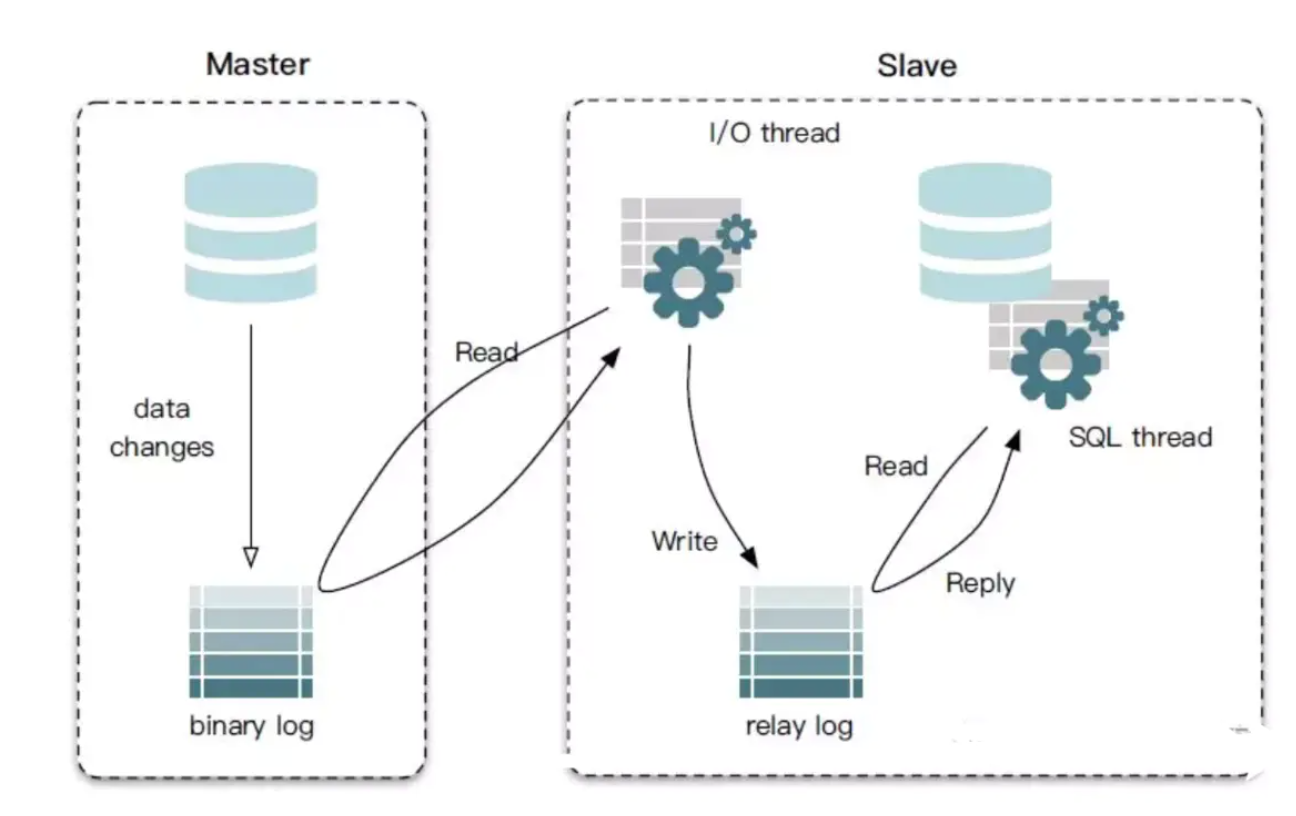 Master
Slave
I/O thread
Read
data
changes
SQL thread
Read
Write
Reply
binary log
relay log